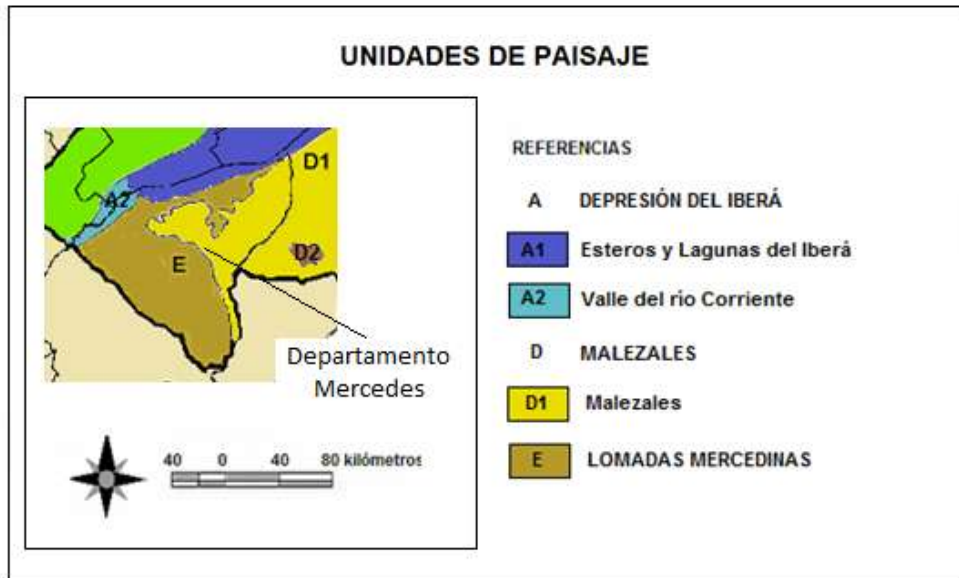 UNIDADES DE PAISAJE
D1
A2
D2
E
Departamento
Mercedes
40 0 40 80 kilómetros
REFERENCIAS
A DEPRESIÓN DEL IBERÁ
A1 Esteros y Lagunas del Iberá
A2 Valle del río Corriente
D MALEZALES
D1 Malezales
E LOMADAS MERCEDINAS